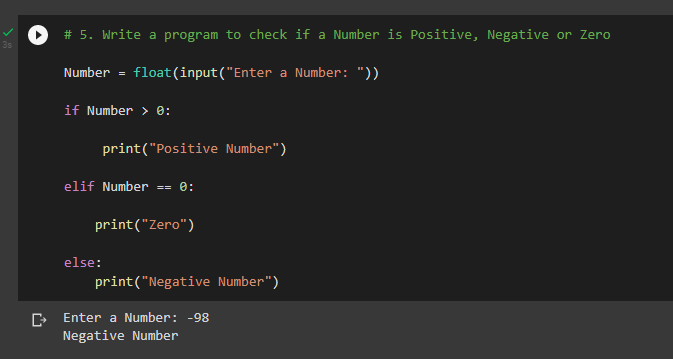 3s
# 5. Write a program to check if a Number is Positive, Negative or Zero
Number = float(input("Enter a Number: "))
if Number > 0:
     print("Positive Number")
elif Number == 0:
    print("Zero")
else:
    print("Negative Number")
Enter a Number: -98
Negative Number